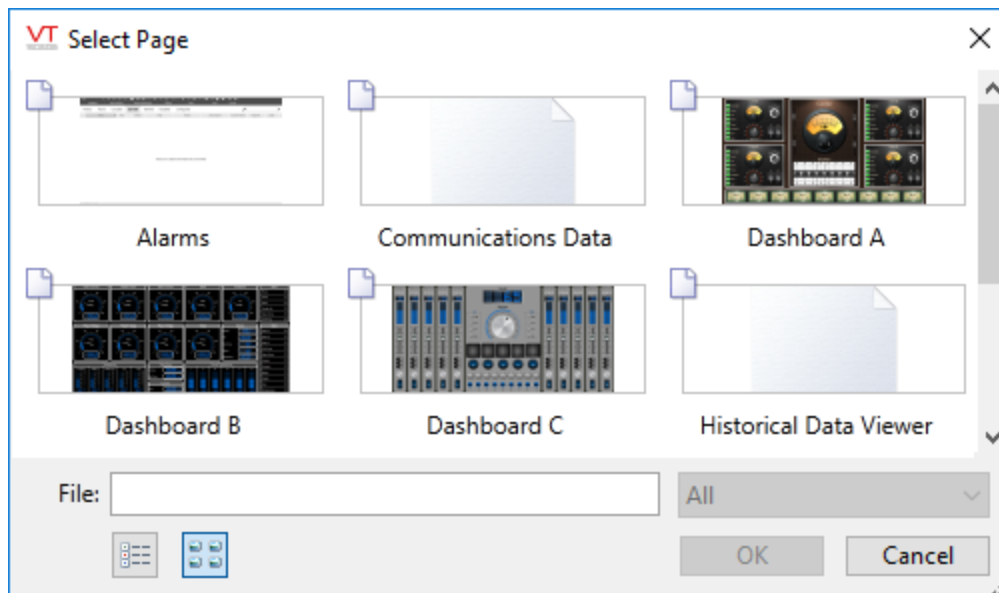 VT Select Page
Alarms
Communications Data
Dashboard A
Dashboard B
Dashboard C
Historical Data Viewer
File:
All
OK
Cancel